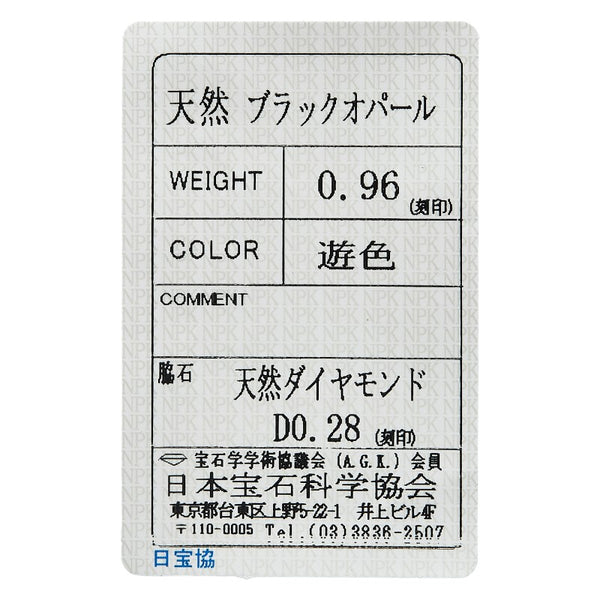 天然 ブラックオパール
WEIGHT 0.96 (刻印)
COLOR 遊色
COMMENT
脇石 天然ダイヤモンド
D0.28 (刻印)
宝石学学術協議会 (A.G.K.) 会員
日本宝石科学協会
東京都台東区上野5-22-1 井上ビル4F
〒110-0005 Tel (03)3836-2507
日宝協